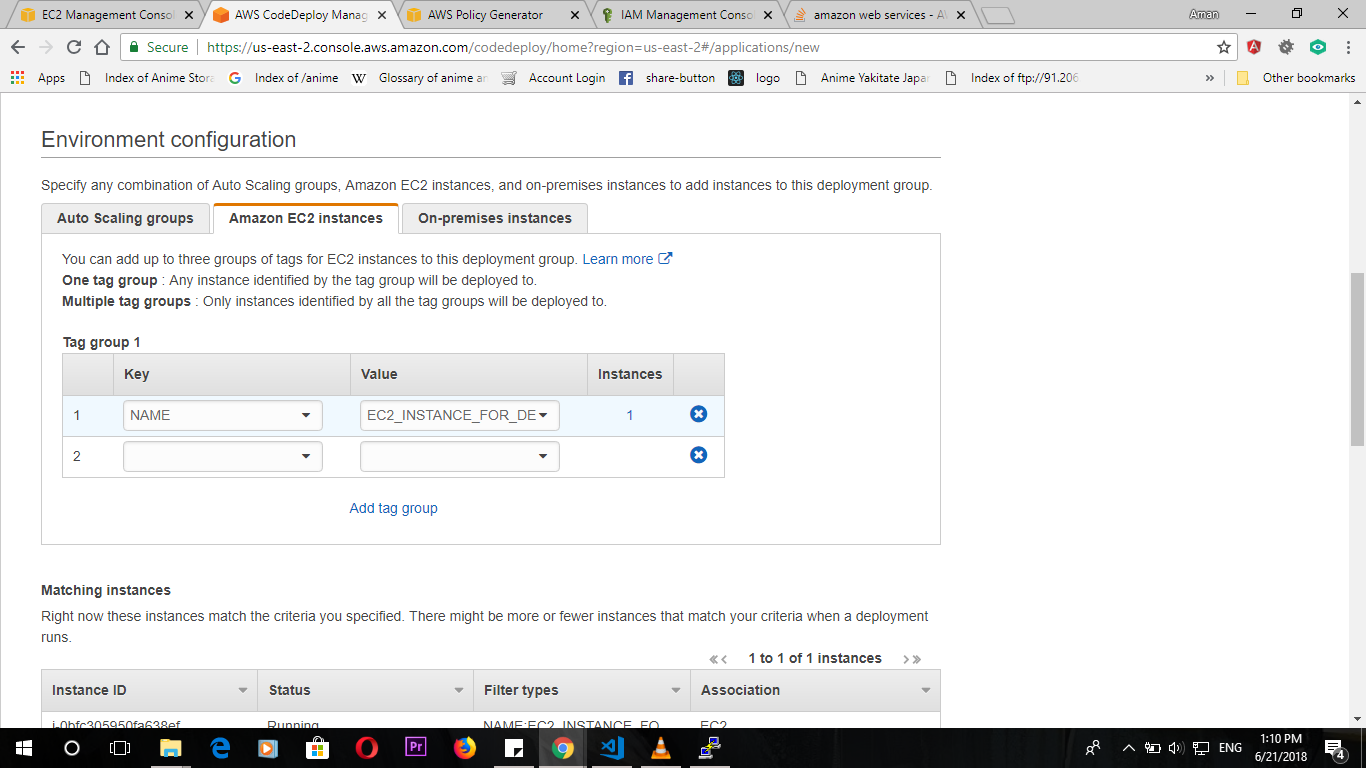 EC2 Management Conso
AWS CodeDeploy Manag
AWS Policy Generator
IAM Management Conso
amazon web services - A
Aman
Secure
https://us-east-2.console.aws.amazon.com/codedeploy/home?region=us-east-2#/applications/new
Apps
Index of Anime Stora
Index of /anime
Glossary of anime an
Account Login
share-button
logo
Anime Yakitate Japan
Index of ftp://91.206
Other bookmarks
Environment configuration
Specify any combination of Auto Scaling groups, Amazon EC2 instances, and on-premises instances to add instances to this deployment group.
Auto Scaling groups
Amazon EC2 instances
On-premises instances
You can add up to three groups of tags for EC2 instances to this deployment group. Learn more
One tag group : Any instance identified by the tag group will be deployed to.
Multiple tag groups : Only instances identified by all the tag groups will be deployed to.
Tag group 1
Key Value Instances
1 NAME EC2_INSTANCE_FOR_DE 1
2
Add tag group
Matching instances
Right now these instances match the criteria you specified. There might be more or fewer instances that match your criteria when a deployment
runs.
1 to 1 of 1 instances
Instance ID Status Filter types Association
i-0bfc305950fa638ef Running NAME:EC2_INSTANCE_FO EC2
Pr
ENG
1:10 PM
6/21/2018
4